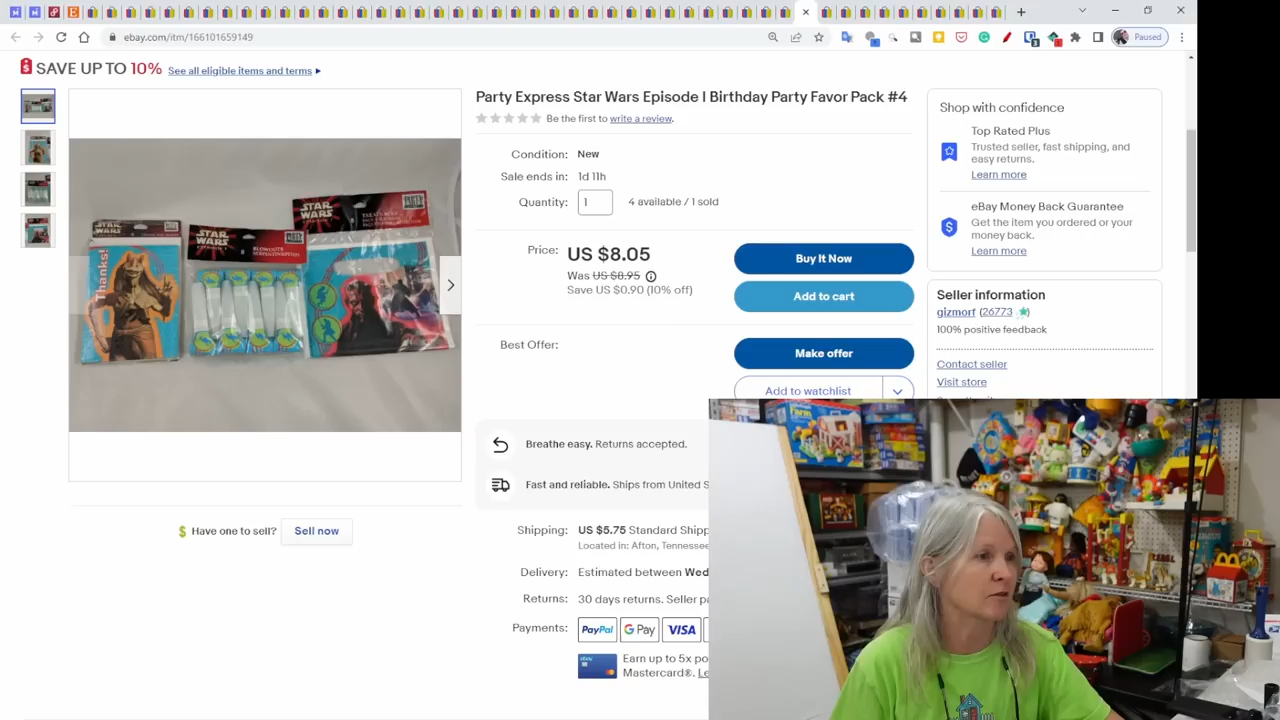 ebay.com/itm/166101659149
Paused
SAVE UP TO 10% See all eligible items and terms
Party Express Star Wars Episode I Birthday Party Favor Pack #4
Be the first to write a review.
Condition: New
Sale ends in: 1d 11h
Quantity: 1 4 available / 1 sold
Price: US $8.05
Was US $8.95
Save US $0.90 (10% off)
Buy It Now
Add to cart
Best Offer:
Make offer
Add to watchlist
Breathe easy. Returns accepted.
Fast and reliable. Ships from United S
Shipping: US $5.75 Standard Shipp
Located in: Afton, Tennessee
Delivery: Estimated between Wed
Returns: 30 days returns. Seller pa
Payments: PayPal G Pay VISA
ebay
Earn up to 5x po
Mastercard®. Le
Have one to sell? Sell now
Shop with confidence
Top Rated Plus
Trusted seller, fast shipping, and
easy returns.
Learn more
eBay Money Back Guarantee
Get the item you ordered or your
money back.
Learn more
Seller information
gizmorf (26773)
100% positive feedback
Contact seller
Visit store
STAR WARS
STAR WARS
BLOWOUTS
STAR WARS
Thanks!
Farm